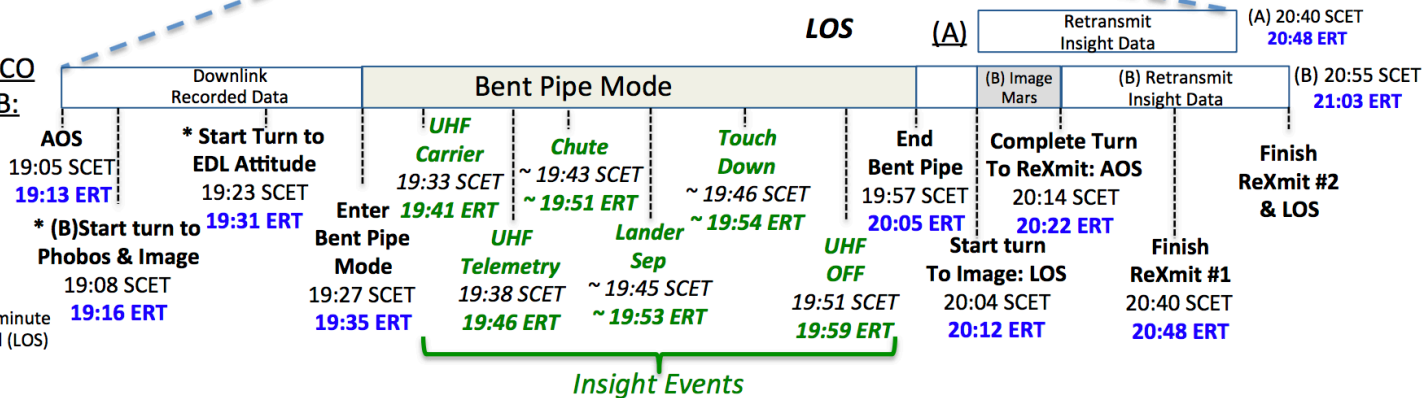 LOS
(A)
Retransmit
Insight Data
(A) 20:40 SCET
20:48 ERT
CO
B:
Downlink
Recorded Data
Bent Pipe Mode
(B) Image
Mars
(B) Retransmit
Insight Data
(B) 20:55 SCET
21:03 ERT
AOS
19:05 SCET
19:13 ERT
* (B)Start turn to
Phobos & Image
19:08 SCET
19:16 ERT
* Start Turn to
EDL Attitude
19:23 SCET
19:31 ERT
Enter
Bent Pipe
Mode
19:27 SCET
19:35 ERT
UHF
Carrier
19:33 SCET
19:41 ERT
UHF
Telemetry
19:38 SCET
19:46 ERT
Chute
~ 19:43 SCET
~ 19:51 ERT
Lander
Sep
~ 19:45 SCET
~ 19:53 ERT
Touch
Down
~ 19:46 SCET
~ 19:54 ERT
UHF
OFF
19:51 SCET
19:59 ERT
End
Bent Pipe
19:57 SCET
20:05 ERT
Start turn
To Image: LOS
20:04 SCET
20:12 ERT
Complete Turn
To ReXmit: AOS
20:14 SCET
20:22 ERT
Finish
ReXmit #1
20:40 SCET
20:48 ERT
Finish
ReXmit #2
& LOS
minute
(LOS)
Insight Events